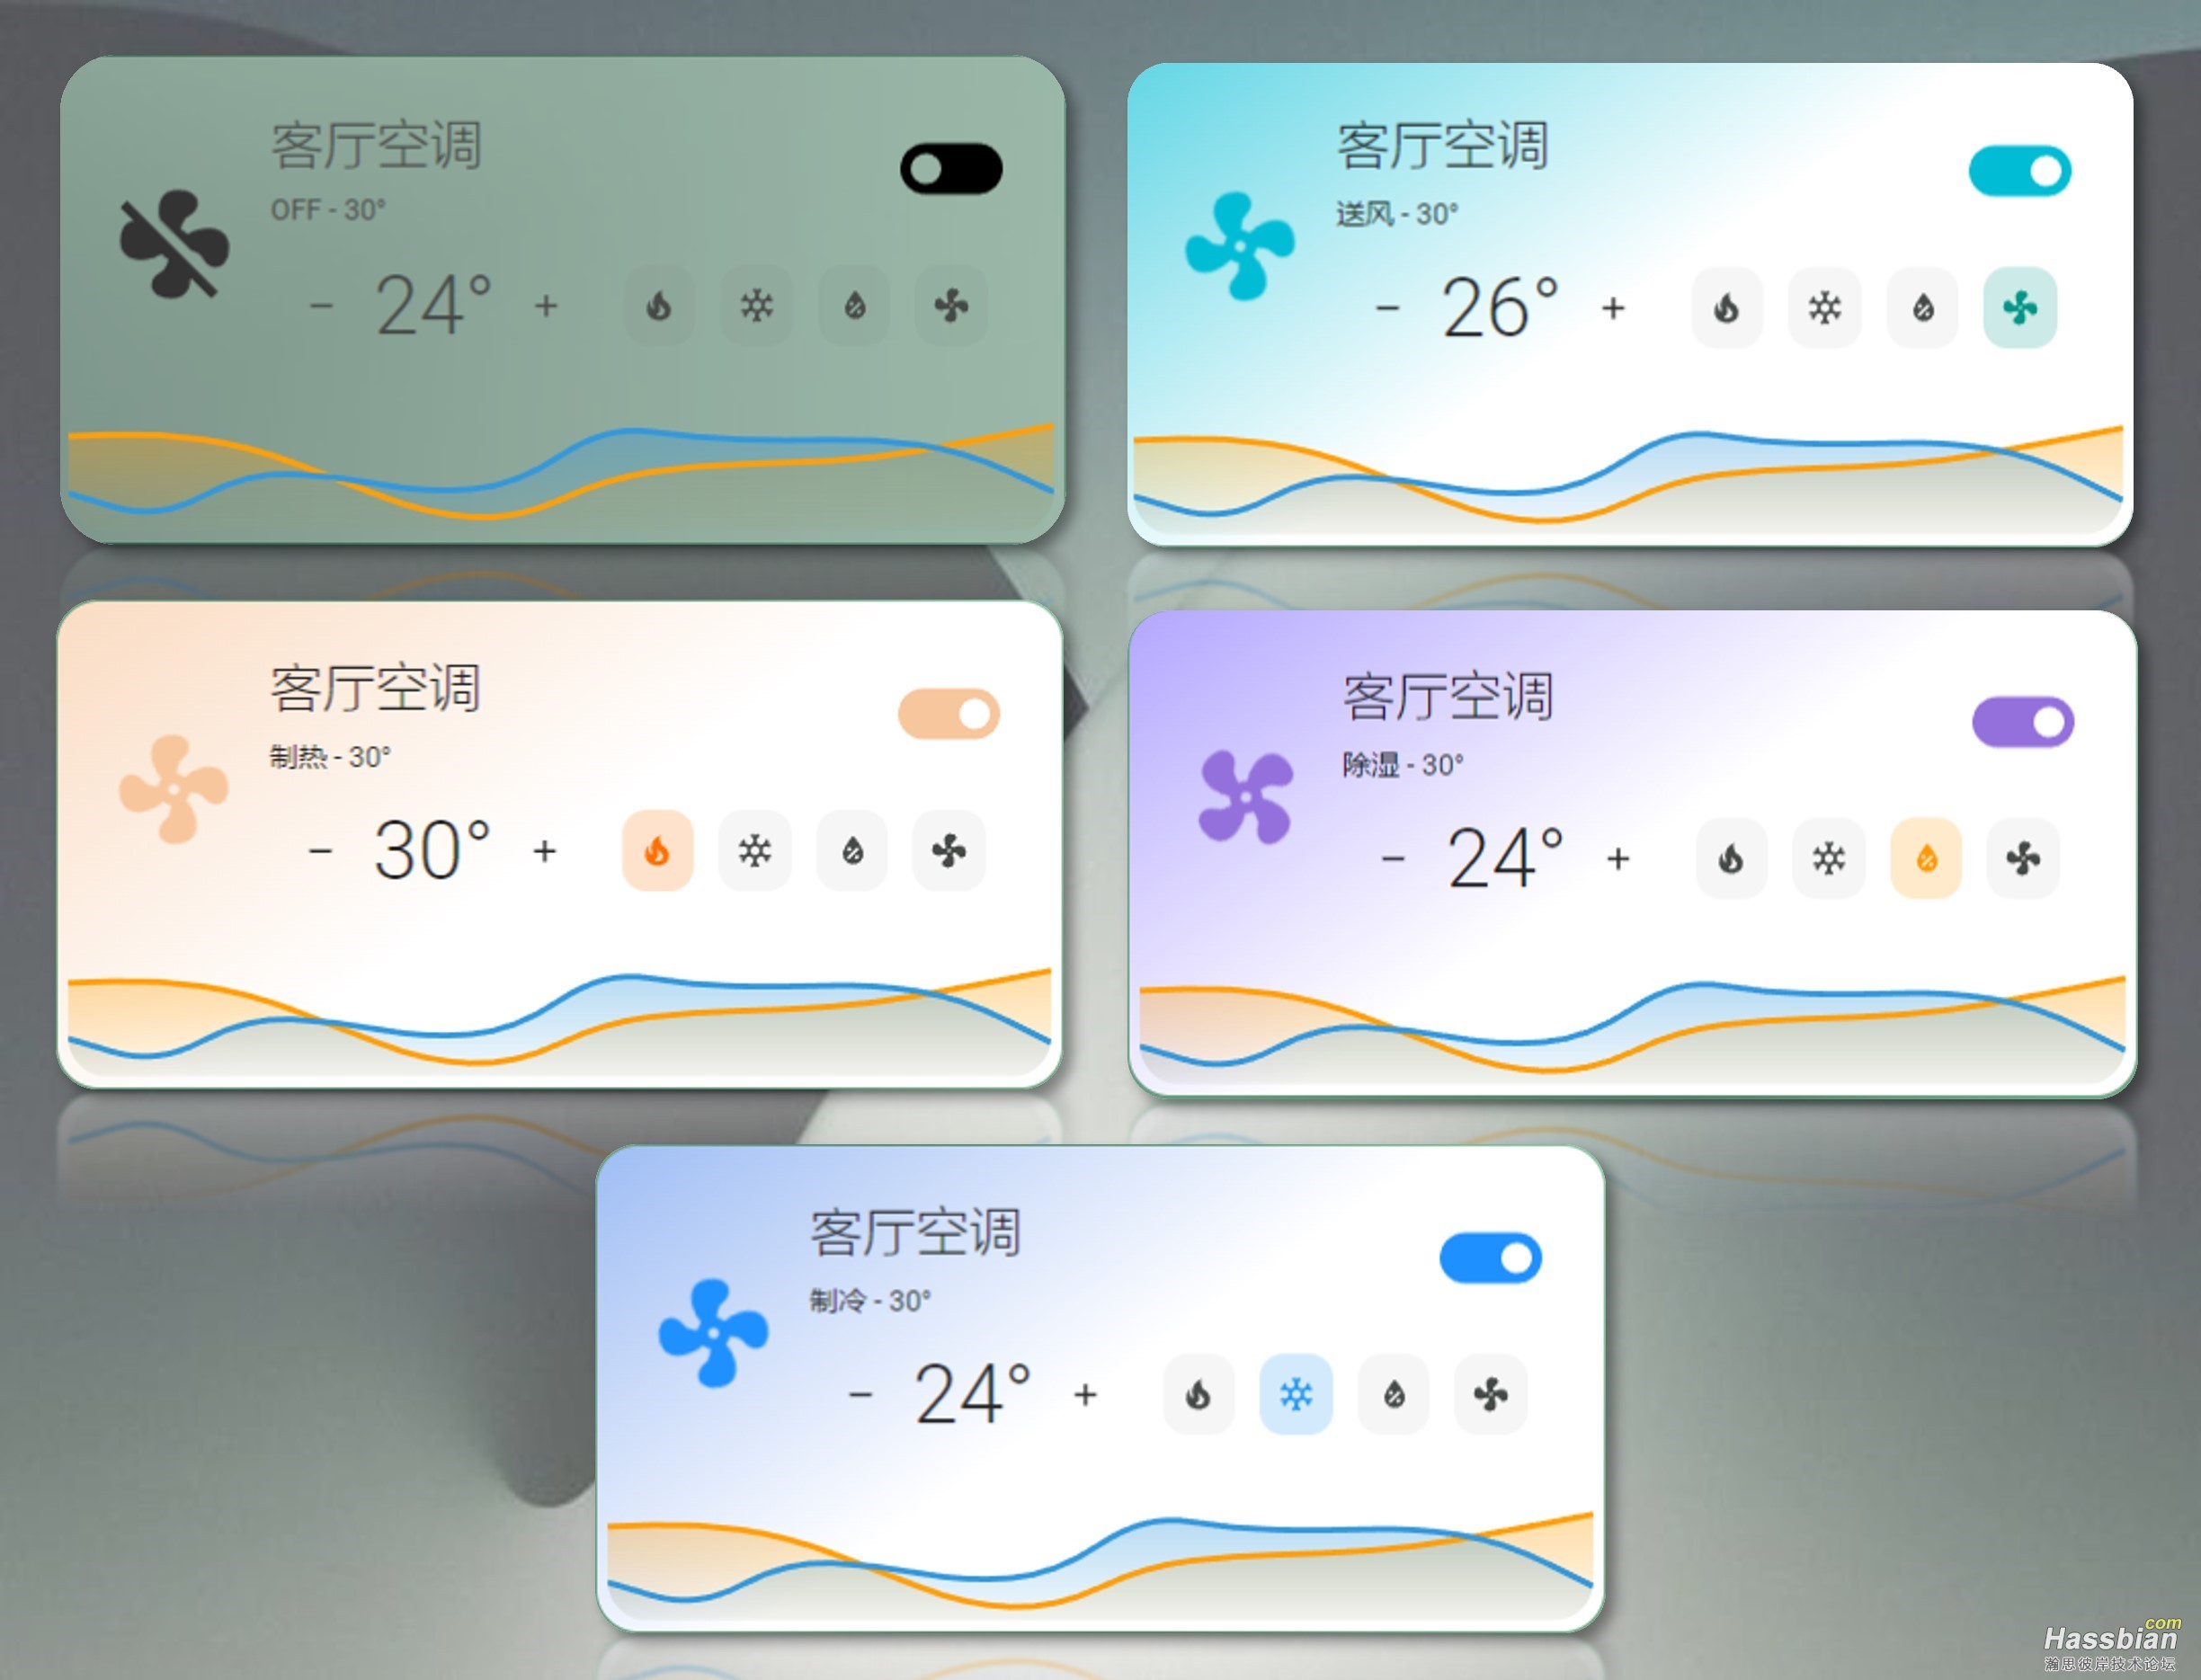 客厅空调
OFF - 30°
− 24° +
客厅空调
送风 - 30°
− 26° +
客厅空调
制热 - 30°
− 30° +
客厅空调
除湿 - 30°
− 24° +
客厅空调
制冷 - 30°
− 24° +
Hassbian.com
瀚思彼岸技术论坛